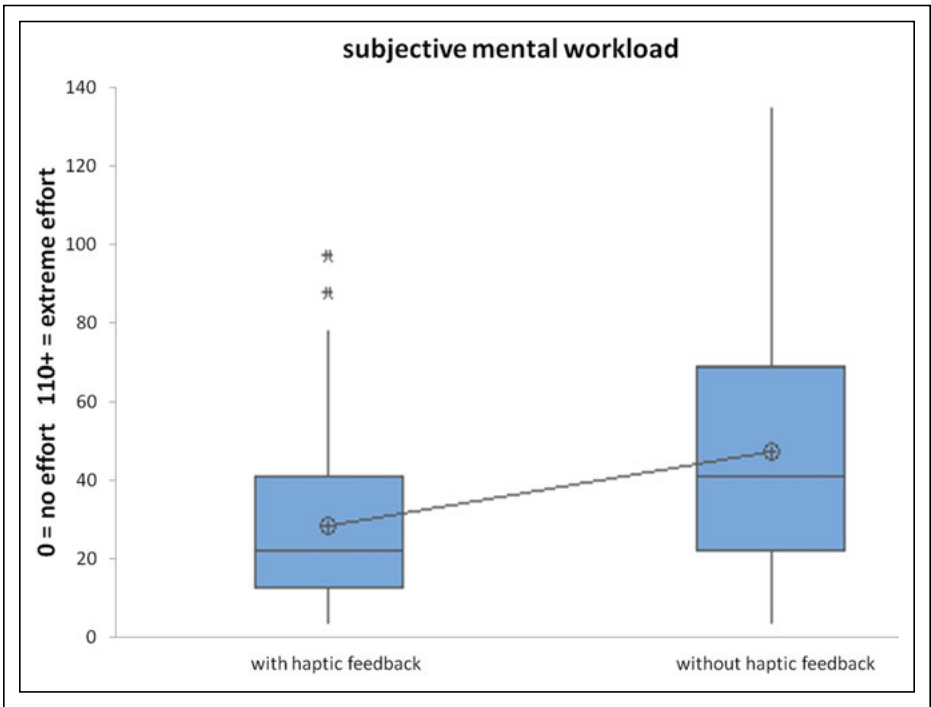 subjective mental workload
0 = no effort 110+ = extreme effort
140
120
100
80
60
40
20
0
with haptic feedback
without haptic feedback